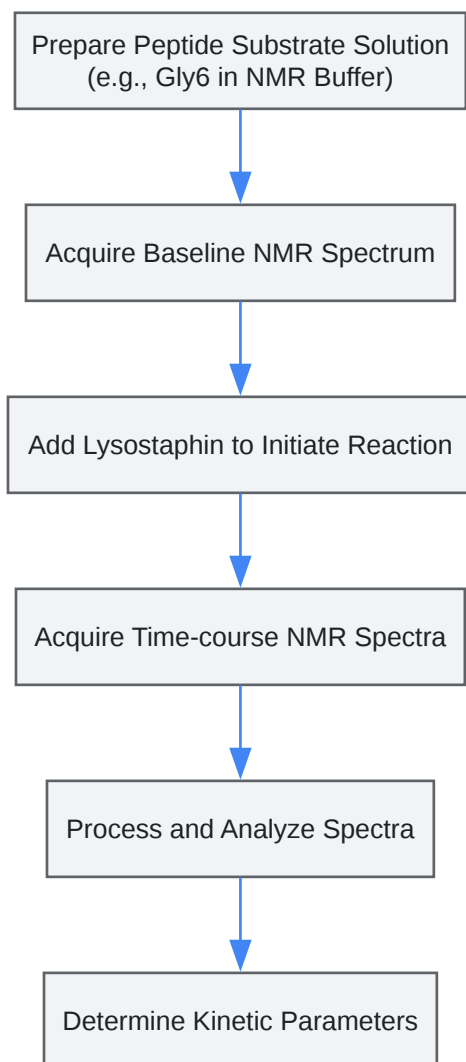 Prepare Peptide Substrate Solution
(e.g., Gly6 in NMR Buffer)
Acquire Baseline NMR Spectrum
Add Lysostaphin to Initiate Reaction
Acquire Time-course NMR Spectra
Process and Analyze Spectra
Determine Kinetic Parameters